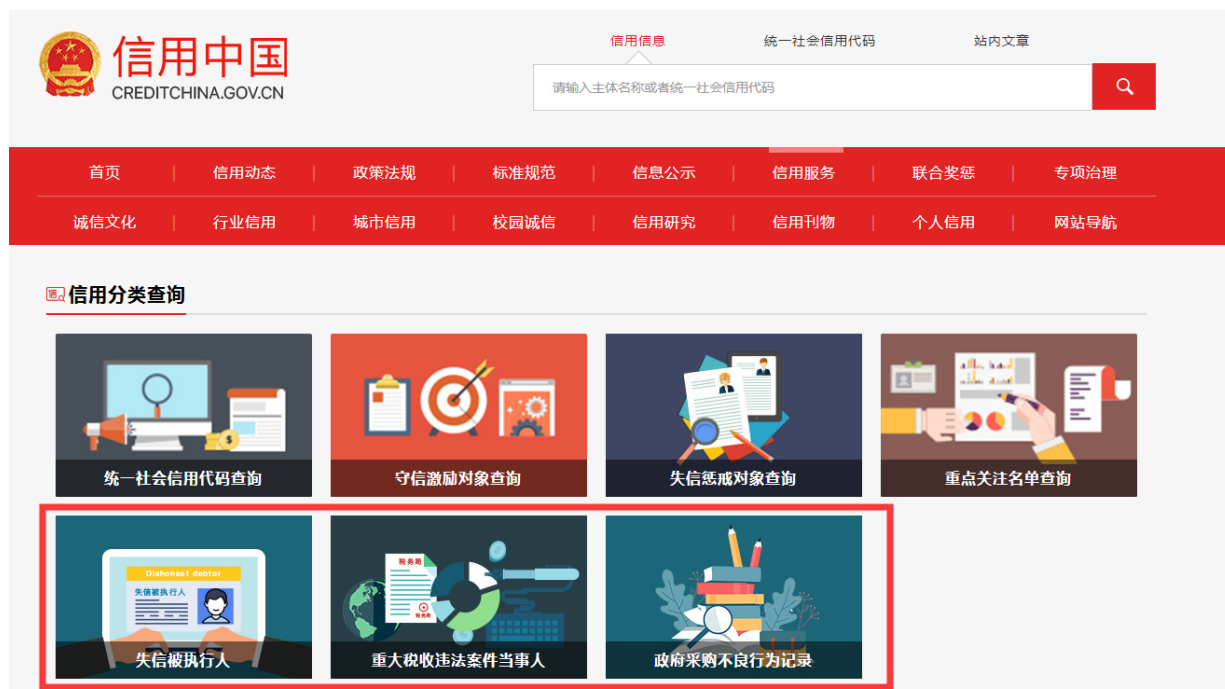 信用中国
CREDITCHINA.GOV.CN
信用信息 统一社会信用代码 站内文章
请输入主体名称或者统一社会信用代码
首页 信用动态 政策法规 标准规范 信息公示 信用服务 联合奖惩 专项治理
诚信文化 行业信用 城市信用 校园诚信 信用研究 信用刊物 个人信用 网站导航
信用分类查询
统一社会信用代码查询 守信激励对象查询 失信惩戒对象查询 重点关注名单查询
Dishonest debtor
失信被执行人
税务局
税务局
失信被执行人 重大税收违法案件当事人 政府采购不良行为记录